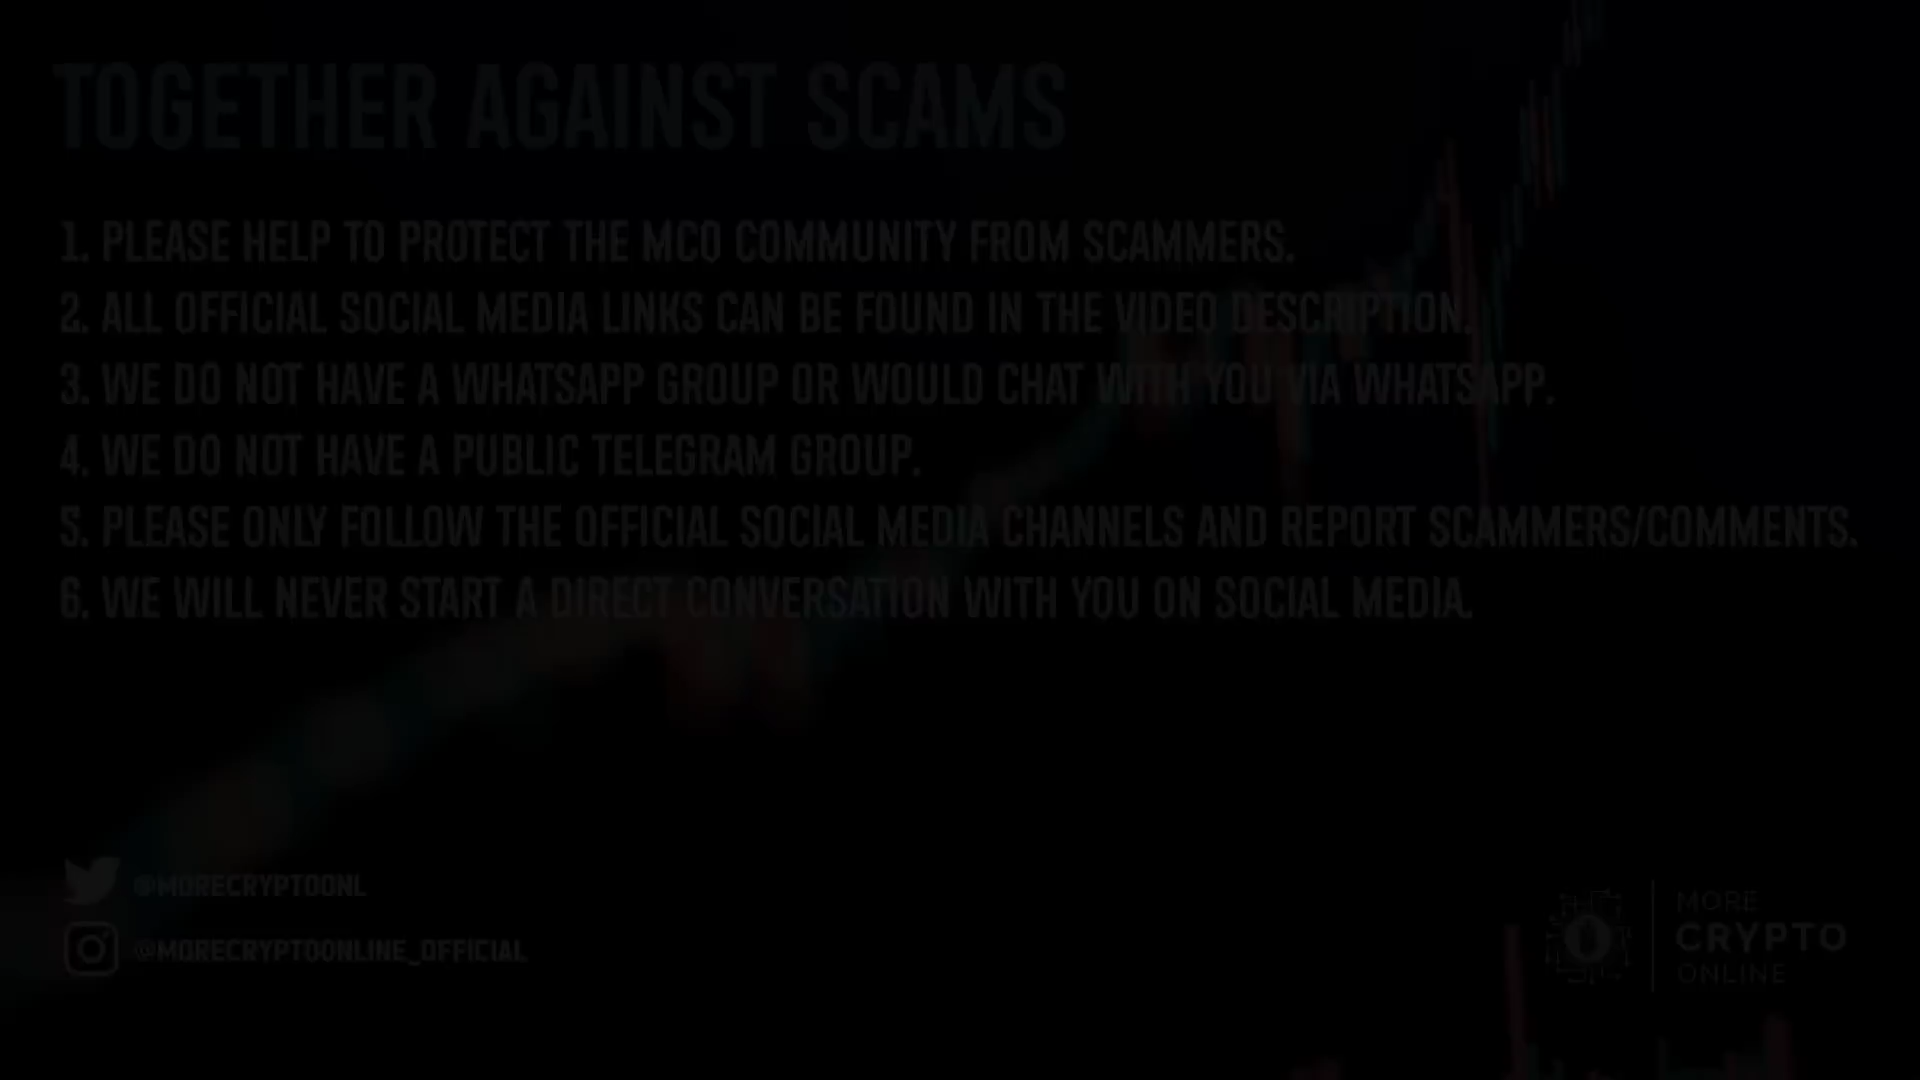 TOGETHER AGAINST SCAMS
1. PLEASE HELP TO PROTECT THE MCO COMMUNITY FROM SCAMMERS.
2. ALL OFFICIAL SOCIAL MEDIA LINKS CAN BE FOUND IN THE VIDEO DESCRIPTION.
3. WE DO NOT HAVE A WHATSAPP GROUP OR WOULD CHAT WITH YOU VIA WHATSAPP.
4. WE DO NOT HAVE A PUBLIC TELEGRAM GROUP.
5. PLEASE ONLY FOLLOW THE OFFICIAL SOCIAL MEDIA CHANNELS AND REPORT SCAMMERS/COMMENTS.
6. WE WILL NEVER START A DIRECT CONVERSATION WITH YOU ON SOCIAL MEDIA.
@MORECRYPTOONL
@MORECRYPTOONLINE_OFFICIAL
MORE
CRYPTO
ONLINE